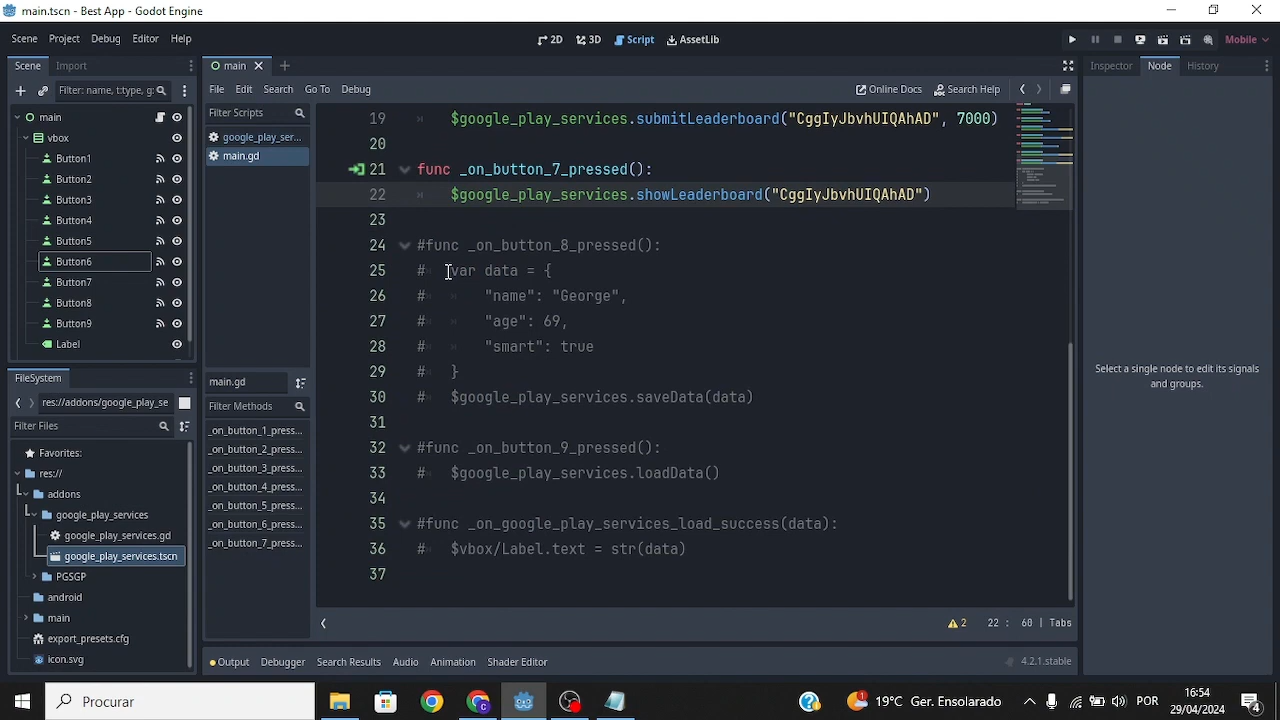 main.tscn - Best App - Godot Engine
Scene Project Debug Editor Help
2D 3D Script AssetLib
Mobile
Scene Import
Filter: name, t:type, g:
main
vbox
Button1
Button2
Button3
Button4
Button5
Button6
Button7
Button8
Button9
Label
FileSystem
res://addons/google_play_se
Filter Files
Favorites:
res://
addons
google_play_services
google_play_services.gd
google_play_services.tscn
PGSGP
android
main
export_presets.cfg
icon.svg
main
File Edit Search Go To Debug
Online Docs Search Help
Filter Scripts
google_play_ser...
main.gd
main.gd
Filter Methods
_on_button_1_press...
_on_button_2_press...
_on_button_3_press...
_on_button_4_press...
_on_button_5_press...
_on_button_6_press...
_on_button_7_press...
19 $google_play_services.submitLeaderboard("CggIyJbvhUIQAhAD", 7000)
20
21 func _on_button_7_pressed():
22 $google_play_services.showLeaderboard("CggIyJbvhUIQAhAD")
23
24 #func _on_button_8_pressed():
25 # var data = {
26 # "name": "George",
27 # "age": 69,
28 # "smart": true
29 # }
30 # $google_play_services.saveData(data)
31
32 #func _on_button_9_pressed():
33 # $google_play_services.loadData()
34
35 #func _on_google_play_services_load_success(data):
36 # $vbox/Label.text = str(data)
37
2 22 : 60 | Tabs
Output Debugger Search Results Audio Animation Shader Editor
4.2.1.stable
Inspector Node History
Select a single node to edit its signals
and groups.
Procurar
1
19°C Ger. Ensolarado
POR
16:54
29/04/2024
4